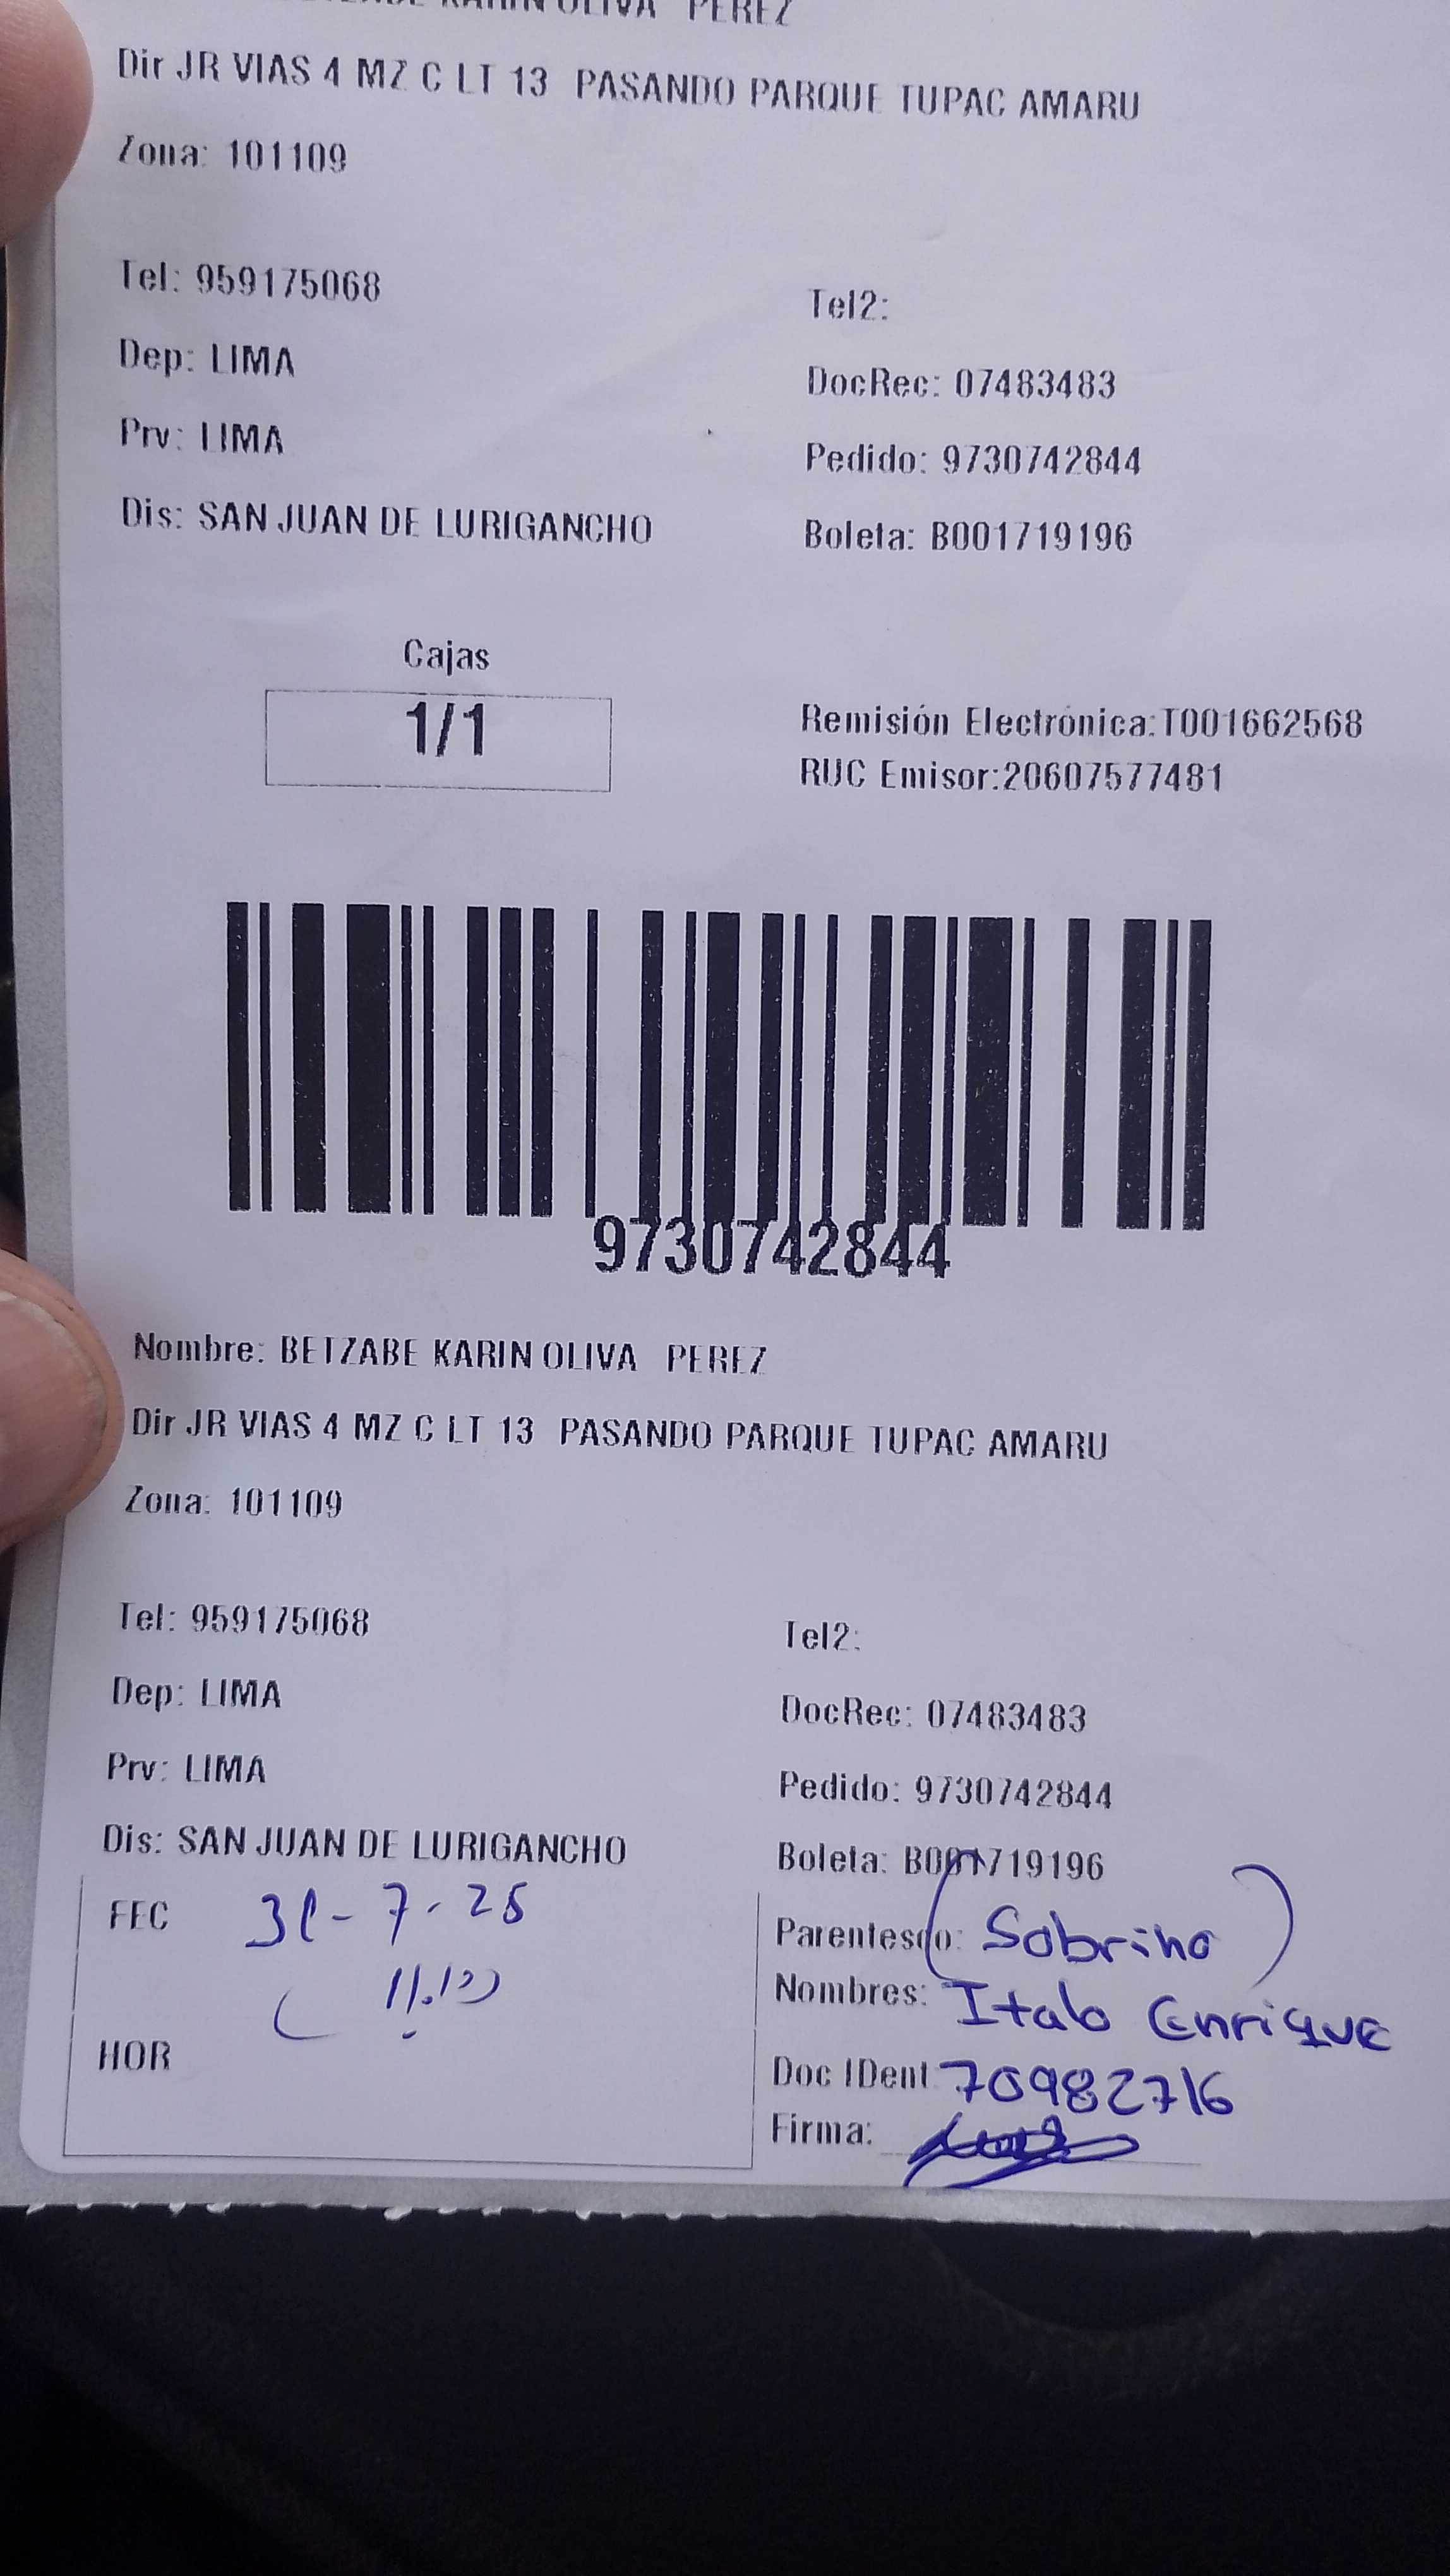 KARIN OLIVA PEREZ
Dir JR VIAS 4 MZ C LT 13 PASANDO PARQUE TUPAC AMARU
Zona: 101109
Tel: 959175068
Tel2:
Dep: LIMA
DocRec: 07483483
Prv: LIMA
Pedido: 9730742844
Dis: SAN JUAN DE LURIGANCHO
Boleta: B001719196
Cajas
1/1
Remisión Electrónica:T001662568
RUC Emisor:20607577481
9730742844
Nombre: BETZABE KARIN OLIVA PEREZ
Dir JR VIAS 4 MZ C LT 13 PASANDO PARQUE TUPAC AMARU
Zona: 101109
Tel: 959175068
Tel2:
Dep: LIMA
DocRec: 07483483
Prv: LIMA
Pedido: 9730742844
Dis: SAN JUAN DE LURIGANCHO
Boleta: B001719196
FEC 31-7-25
Parentesco: (Sobrino)
Nombres: Italo Enrique
HOR
Doc IDent 70982716
Firma: